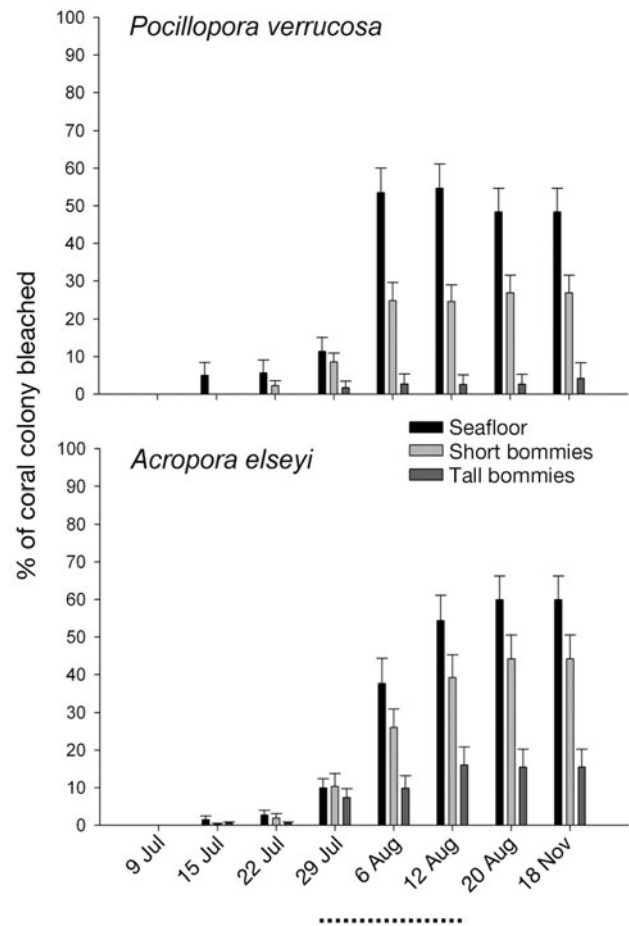 Pocillopora verrucosa
100
90
80
70
60
50
40
30
20
10
0
% of coral colony bleached
Seafloor
Short bommies
Tall bommies
Acropora elseyi
100
90
80
70
60
50
40
30
20
10
0
9 Jul
15 Jul
22 Jul
29 Jul
6 Aug
12 Aug
20 Aug
18 Nov